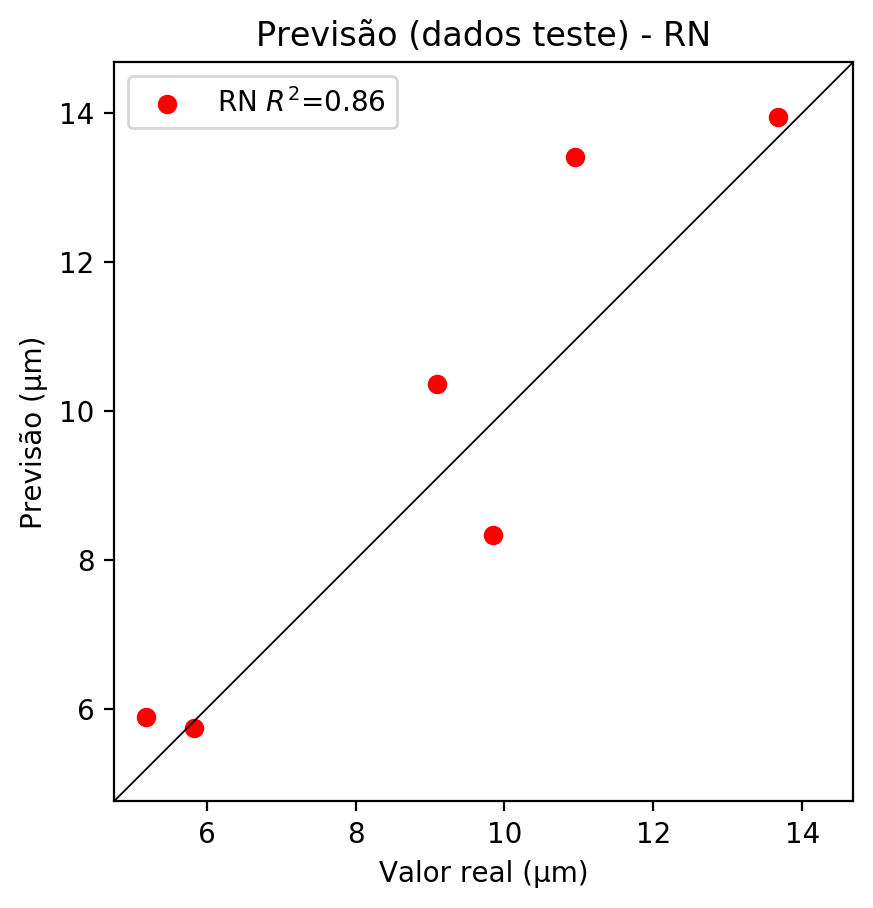 Previsão (dados teste) - RN
RN R²=0.86
Previsão (µm)
14
12
10
8
6
6 8 10 12 14
Valor real (µm)